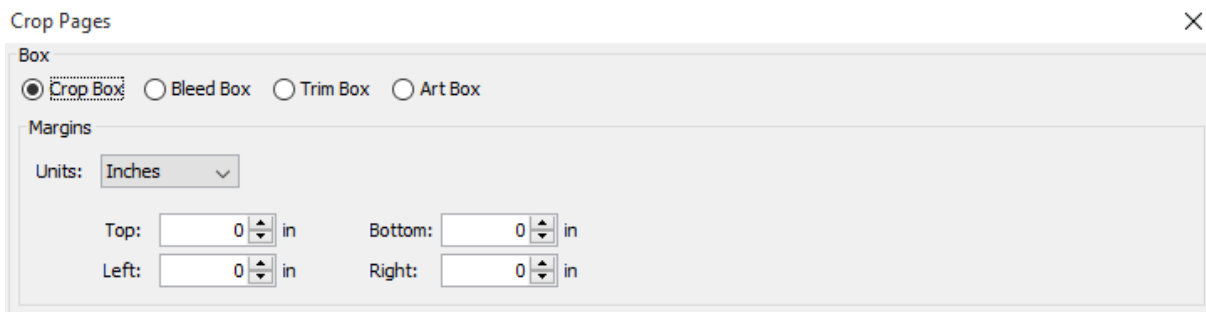 Crop Pages
Box
Crop Box Bleed Box Trim Box Art Box
Margins
Units: Inches
Top: 0 in Bottom: 0 in
Left: 0 in Right: 0 in